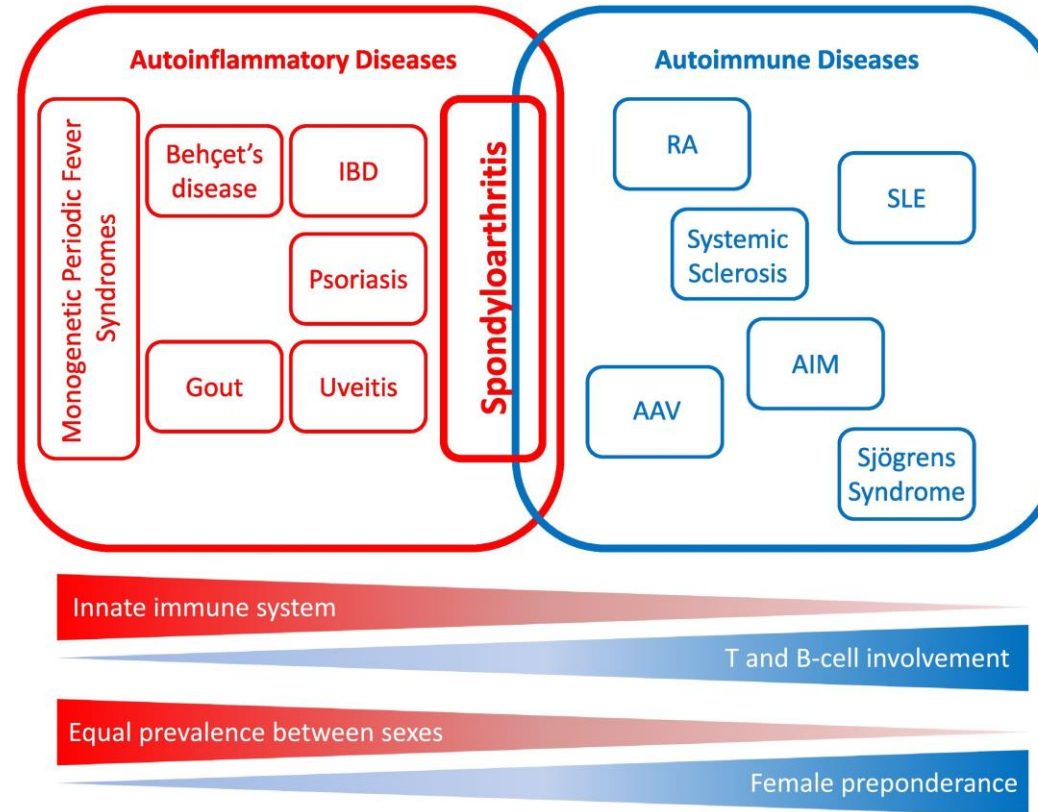 Autoinflammatory Diseases
Monogenetic Periodic Fever
Syndromes
Behçet's
disease
IBD
Psoriasis
Gout
Uveitis
Spondyloarthritis
Autoimmune Diseases
RA
SLE
Systemic
Sclerosis
AIM
AAV
Sjögrens
Syndrome
Innate immune system
T and B-cell involvement
Equal prevalence between sexes
Female preponderance